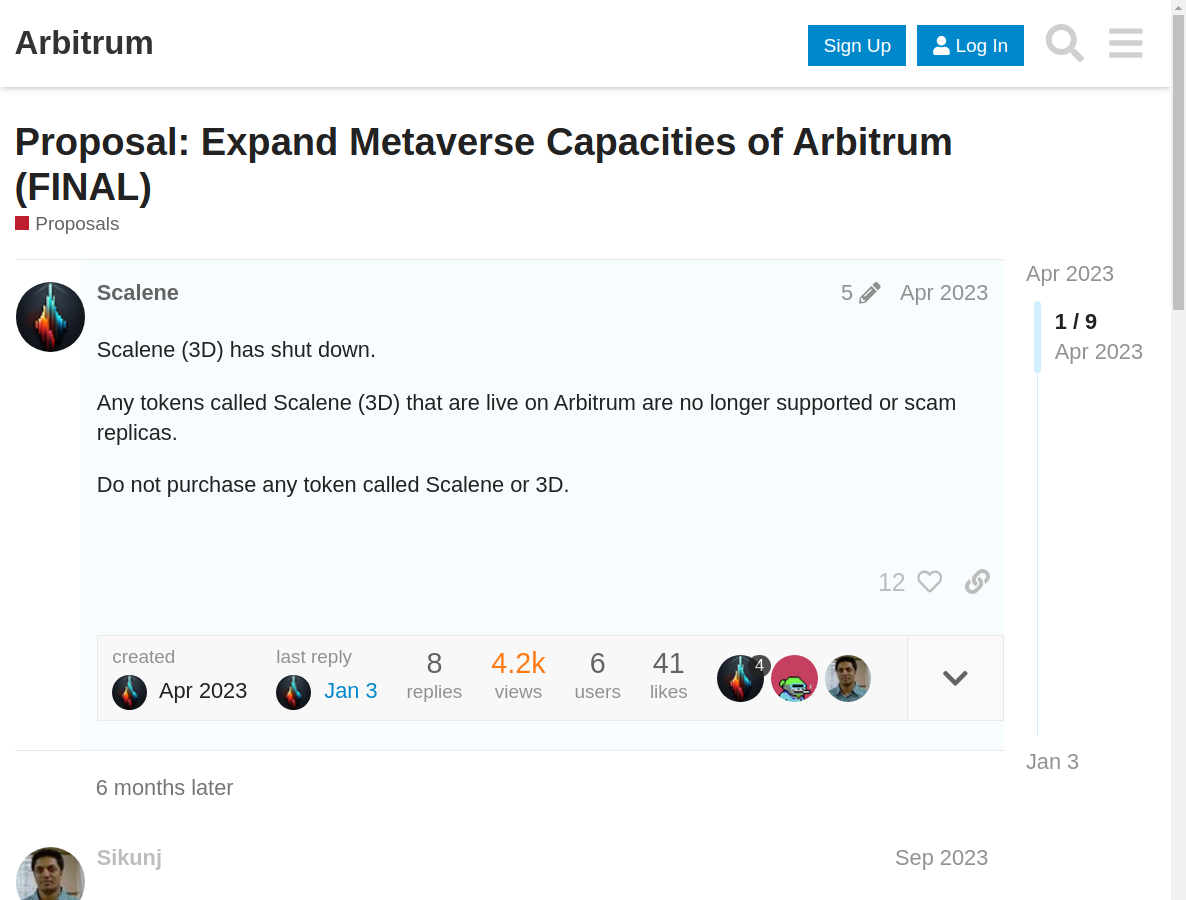 Arbitrum
Sign Up
Log In
Proposal: Expand Metaverse Capacities of Arbitrum
(FINAL)
Proposals
Scalene
5
Apr 2023
Scalene (3D) has shut down.
Any tokens called Scalene (3D) that are live on Arbitrum are no longer supported or scam
replicas.
Do not purchase any token called Scalene or 3D.
12
created
Apr 2023
last reply
Jan 3
8
replies
4.2k
views
6
users
41
likes
4
Apr 2023
1 / 9
Apr 2023
Jan 3
6 months later
Sikunj
Sep 2023